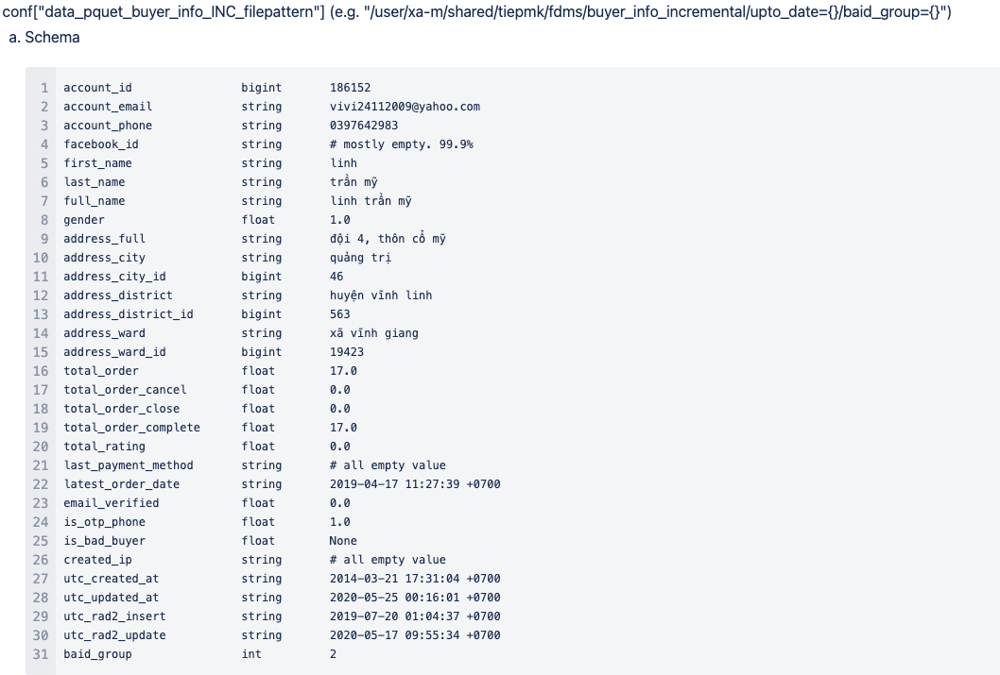 conf["data_pquet_buyer_info_INC_filepattern"] (e.g. "/user/xa-m/shared/tiepmk/fdms/buyer_info_incremental/upto_date={}/baid_group={}")
a. Schema
1 account_id bigint 186152
2 account_email string vivi24112009@yahoo.com
3 account_phone string 0397642983
4 facebook_id string # mostly empty. 99.9%
5 first_name string linh
6 last_name string trần mỹ
7 full_name string linh trần mỹ
8 gender float 1.0
9 address_full string đội 4, thôn cổ mỹ
10 address_city string quảng trị
11 address_city_id bigint 46
12 address_district string huyện vĩnh linh
13 address_district_id bigint 563
14 address_ward string xã vĩnh giang
15 address_ward_id bigint 19423
16 total_order float 17.0
17 total_order_cancel float 0.0
18 total_order_close float 0.0
19 total_order_complete float 17.0
20 total_rating float 0.0
21 last_payment_method string # all empty value
22 latest_order_date string 2019-04-17 11:27:39 +0700
23 email_verified float 0.0
24 is_otp_phone float 1.0
25 is_bad_buyer float None
26 created_ip string # all empty value
27 utc_created_at string 2014-03-21 17:31:04 +0700
28 utc_updated_at string 2020-05-25 00:16:01 +0700
29 utc_rad2_insert string 2019-07-20 01:04:37 +0700
30 utc_rad2_update string 2020-05-17 09:55:34 +0700
31 baid_group int 2